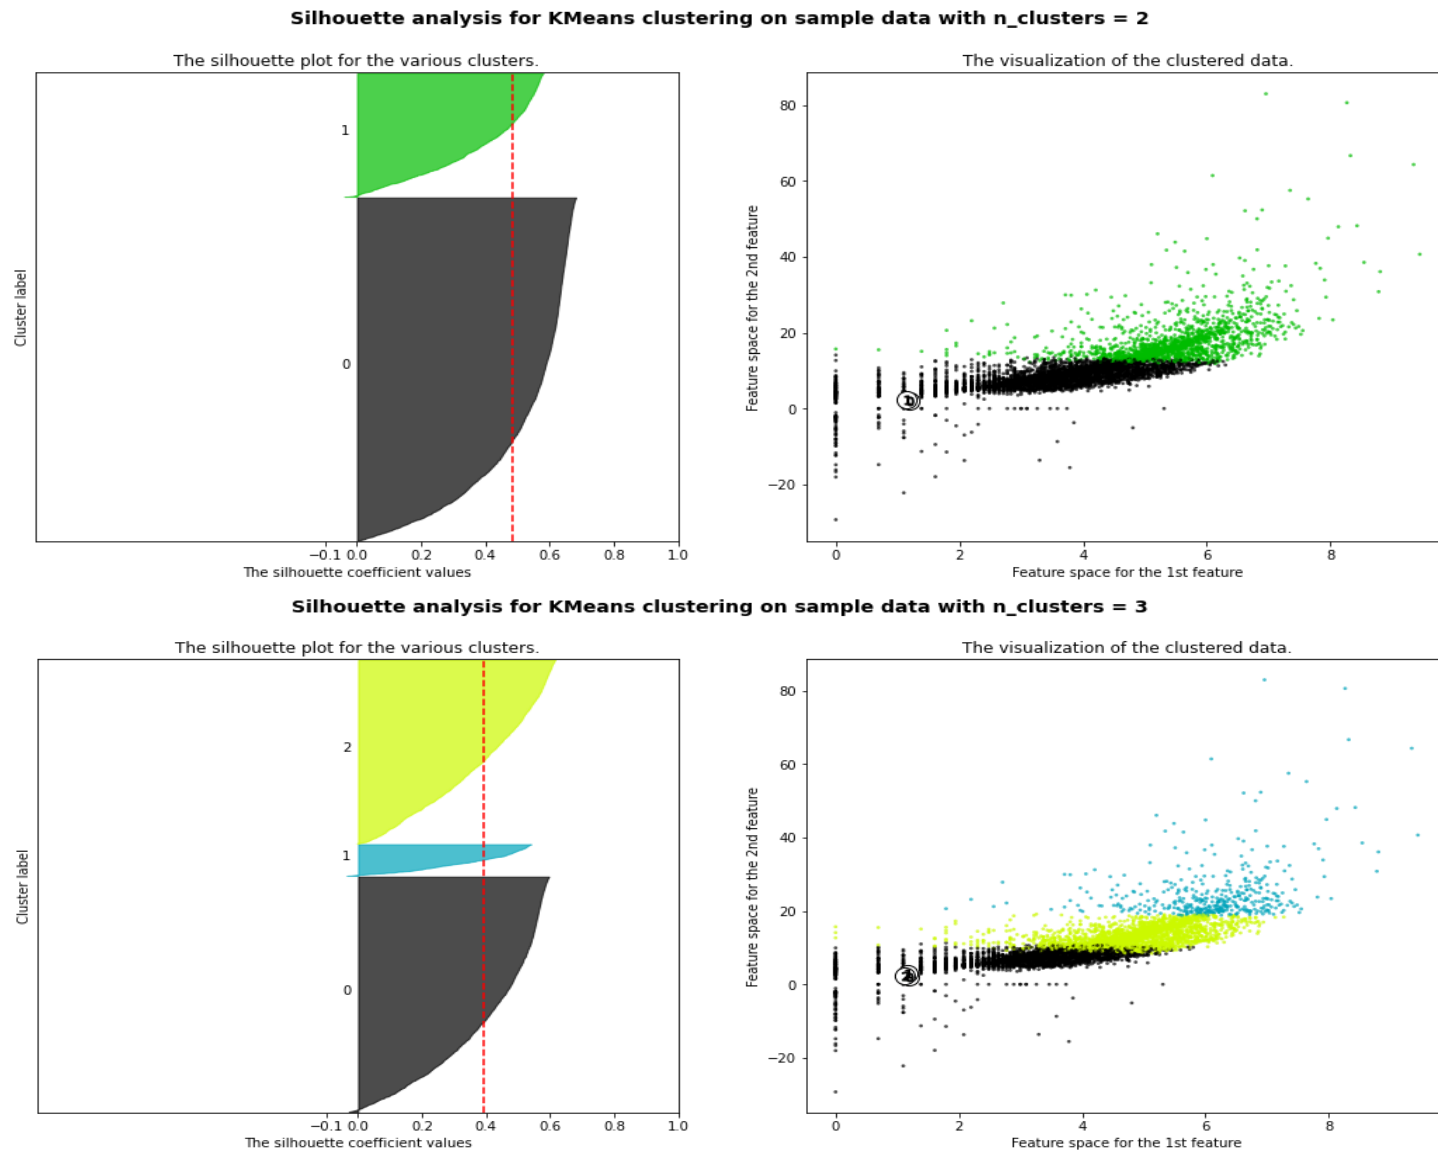 Silhouette analysis for KMeans clustering on sample data with n_clusters = 2
The silhouette plot for the various clusters.
Cluster label
1
0
−0.1 0.0 0.2 0.4 0.6 0.8 1.0
The silhouette coefficient values
The visualization of the clustered data.
Feature space for the 2nd feature
80
60
40
20
0
−20
0 2 4 6 8
Feature space for the 1st feature
Silhouette analysis for KMeans clustering on sample data with n_clusters = 3
The silhouette plot for the various clusters.
Cluster label
2
1
0
−0.1 0.0 0.2 0.4 0.6 0.8 1.0
The silhouette coefficient values
The visualization of the clustered data.
Feature space for the 2nd feature
80
60
40
20
0
−20
0 2 4 6 8
Feature space for the 1st feature